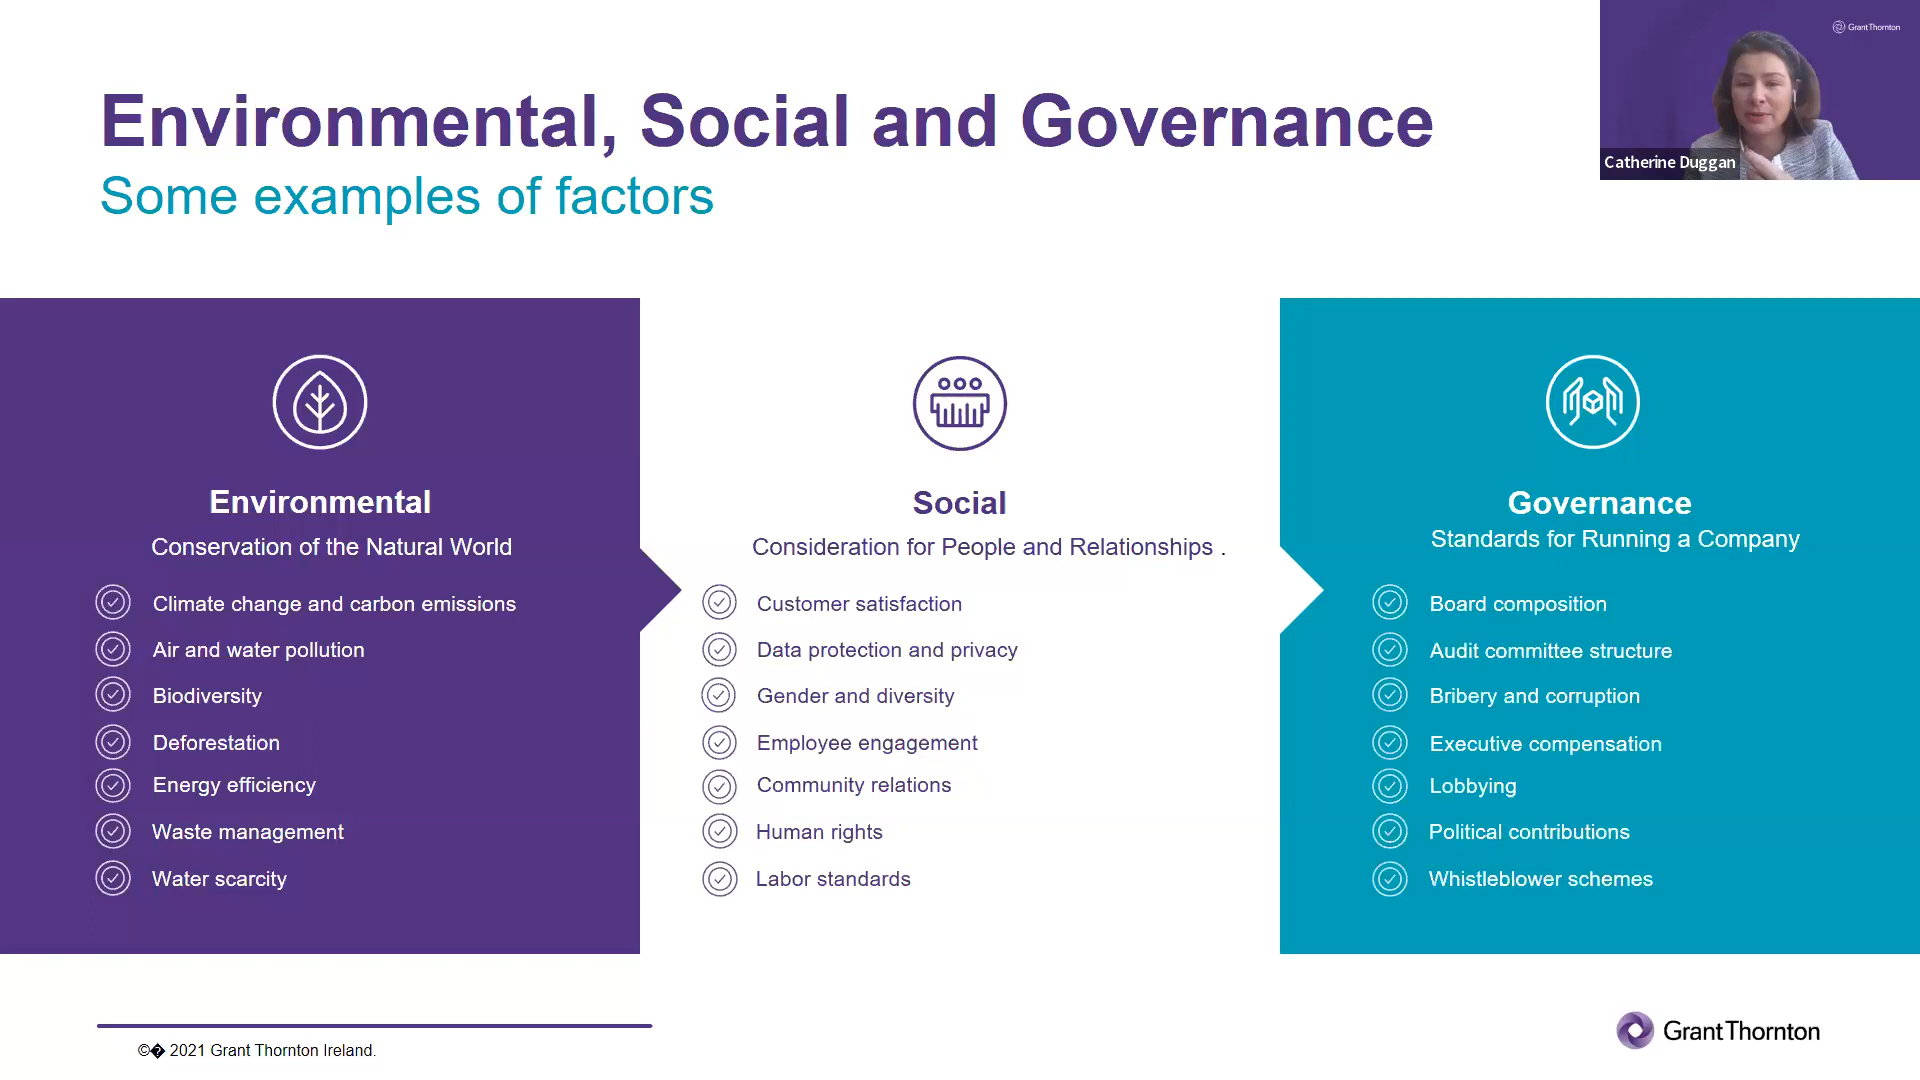 Environmental, Social and Governance
Some examples of factors
Grant Thornton
Catherine Duggan
Environmental
Conservation of the Natural World
Climate change and carbon emissions
Air and water pollution
Biodiversity
Deforestation
Energy efficiency
Waste management
Water scarcity
Social
Consideration for People and Relationships .
Customer satisfaction
Data protection and privacy
Gender and diversity
Employee engagement
Community relations
Human rights
Labor standards
Governance
Standards for Running a Company
Board composition
Audit committee structure
Bribery and corruption
Executive compensation
Lobbying
Political contributions
Whistleblower schemes
©� 2021 Grant Thornton Ireland.
Grant Thornton